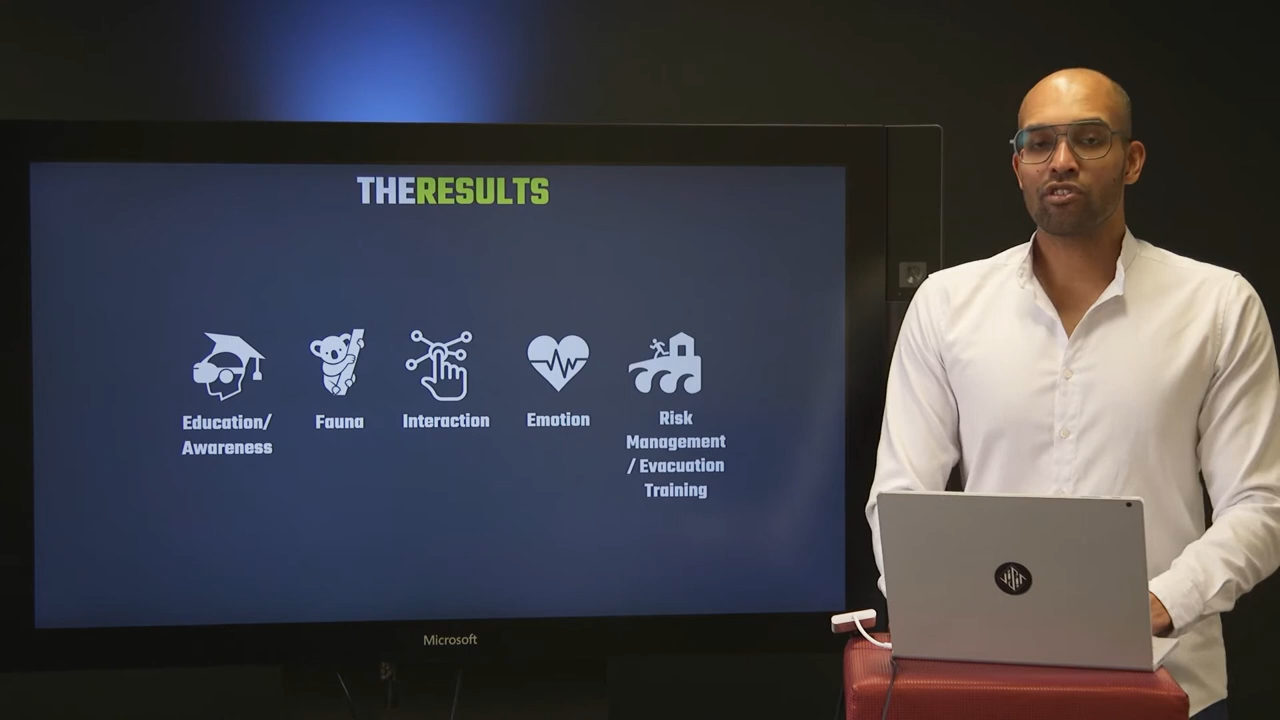 THERESULTS
Education/
Awareness
Fauna
Interaction
Emotion
Risk
Management
/ Evacuation
Training
Microsoft